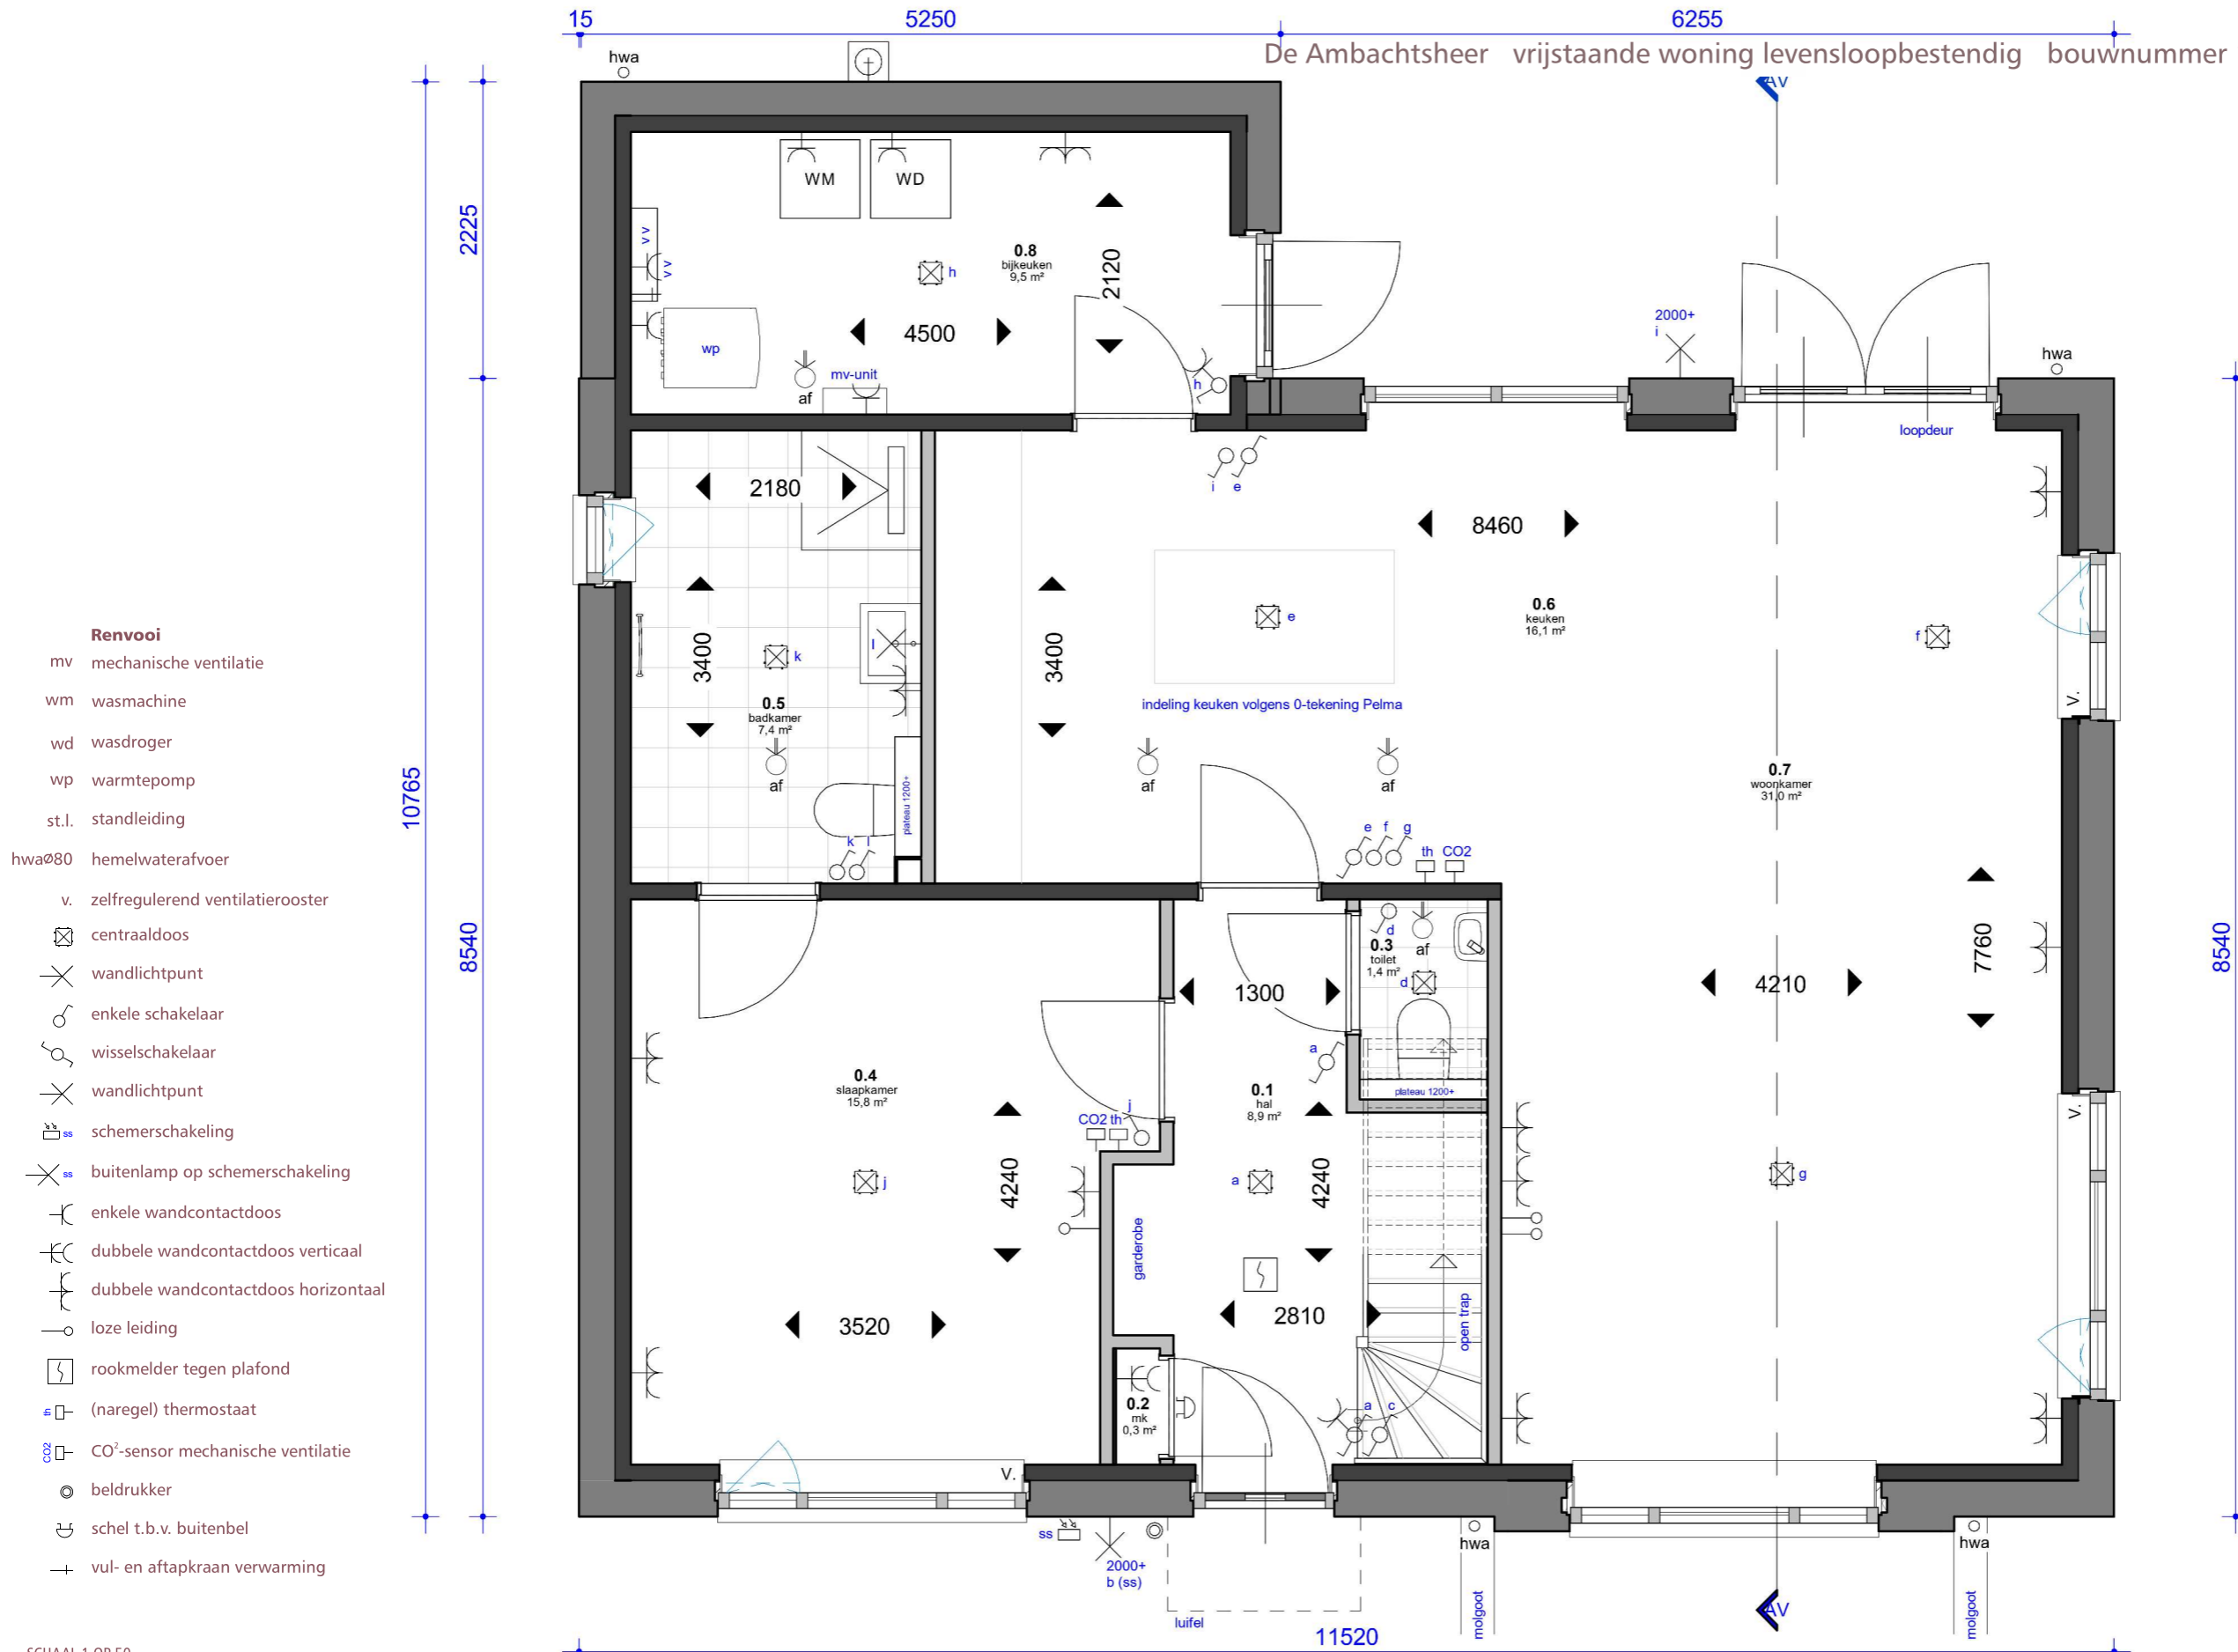 15
5250
6255
De Ambachtsheer vrijstaande woning levensloopbestendig bouwnummer
hwa
AV
2225
WM
WD
v v
v v
0.8
bijkeuken
9,5 m²
h
2120
4500
wp
af
mv-unit
h
2000+
i
hwa
loopdeur
2180
i e
8460
3400
3400
k
l
0.5
badkamer
7,4 m²
af
plateau 1200+
k l
e
0.6
keuken
16,1 m²
f
indeling keuken volgens 0-tekening Pelma
af
af
V.
0.7
woonkamer
31,0 m²
e f g
th CO2
10765
8540
8540
Renvooi
mv mechanische ventilatie
wm wasmachine
wd wasdroger
wp warmtepomp
st.l. standleiding
hwaØ80 hemelwaterafvoer
v. zelfregulerend ventilatierooster
centraaldoos
wandlichtpunt
enkele schakelaar
wisselschakelaar
wandlichtpunt
ss schemerschakeling
ss buitenlamp op schemerschakeling
enkele wandcontactdoos
dubbele wandcontactdoos verticaal
dubbele wandcontactdoos horizontaal
loze leiding
rookmelder tegen plafond
th (naregel) thermostaat
CO2 CO²-sensor mechanische ventilatie
beldrukker
schel t.b.v. buitenbel
vul- en aftapkraan verwarming
d
0.3
toilet
1,4 m²
af
d
1300
4210
7760
a
plateau 1200+
0.4
slaapkamer
15,8 m²
0.1
hal
8,9 m²
j
CO2 th
V.
j
4240
a
4240
g
garderobe
3520
2810
open trap
0.2
mk
0,3 m²
a c
V.
ss
2000+
b (ss)
hwa
hwa
luifel
molgoot
AV
molgoot
11520
SCHAAL 1 OP 50